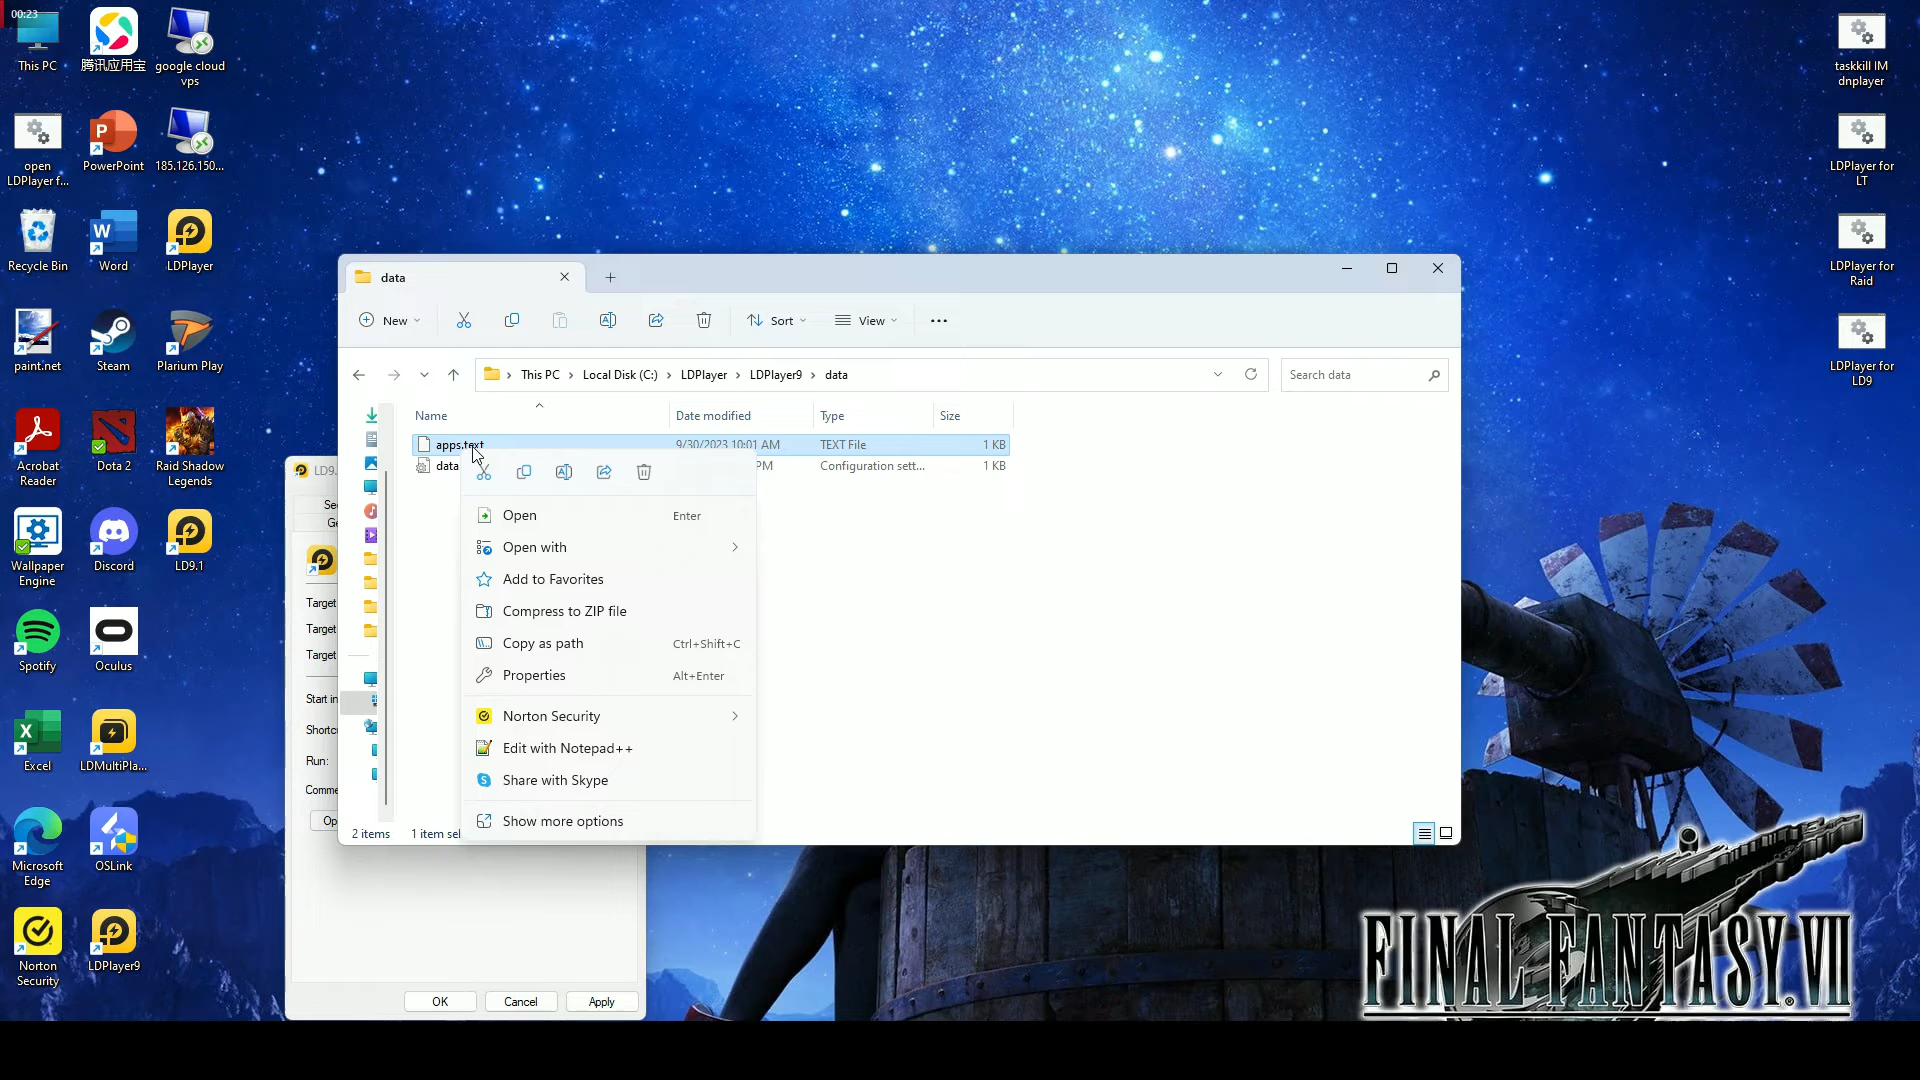 00:23
This PC
腾讯应用宝
google cloud
vps
open
LDPlayer f...
PowerPoint
185.126.150...
Recycle Bin
Word
LDPlayer
paint.net
Steam
Plarium Play
Acrobat
Reader
Dota 2
Raid Shadow
Legends
Wallpaper
Engine
Discord
LD9.1
Spotify
Oculus
Excel
LDMultiPla...
Microsoft
Edge
OSLink
Norton
Security
LDPlayer9
taskkill IM
dnplayer
LDPlayer for
LT
LDPlayer for
Raid
LDPlayer for
LD9
data
New
Sort
View
This PC
Local Disk (C:)
LDPlayer
LDPlayer9
data
Search data
Name
Date modified
Type
Size
apps.text
9/30/2023 10:01 AM
TEXT File
1 KB
data
PM
Configuration sett...
1 KB
Open
Enter
Open with
Add to Favorites
Compress to ZIP file
Copy as path
Ctrl+Shift+C
Properties
Alt+Enter
Norton Security
Edit with Notepad++
Share with Skype
Show more options
2 items
1 item sel
LD9.
Se
Ge
Target
Target
Target
Start in
Shortc
Run:
Comme
Op
OK
Cancel
Apply
FINAL FANTASY VII